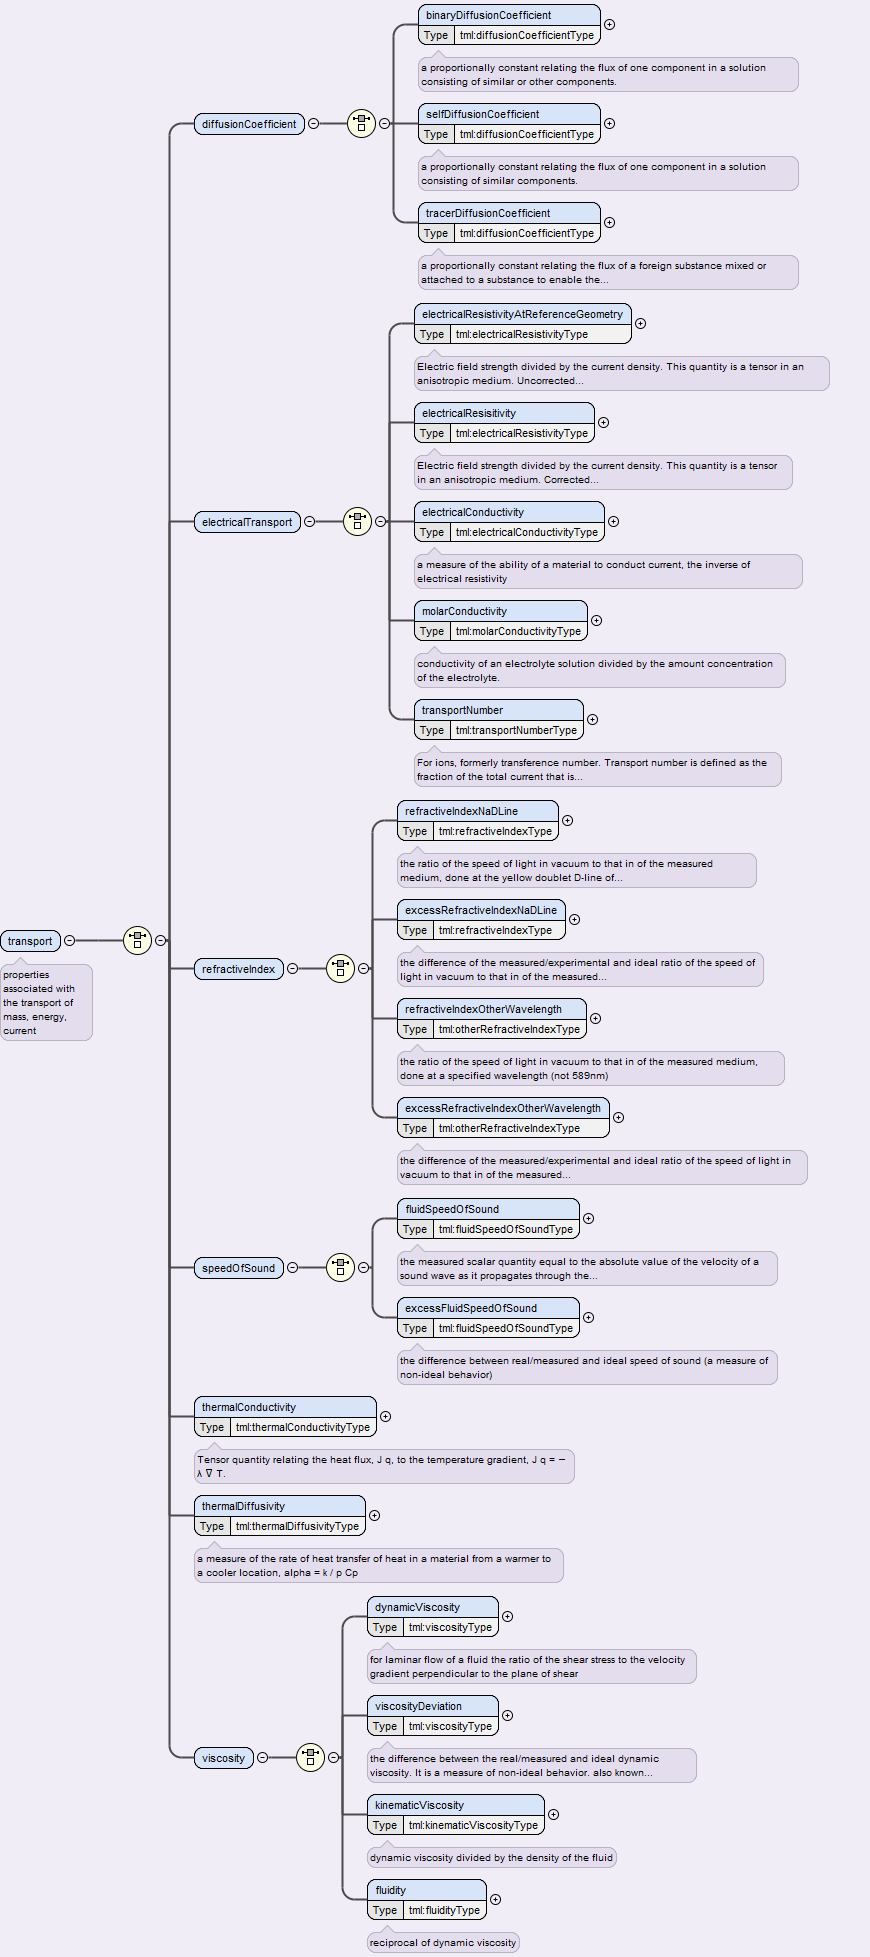 binaryDiffusionCoefficient
Type tml:diffusionCoefficientType
a proportionally constant relating the flux of one component in a solution
consisting of similar or other components.
diffusionCoefficient
selfDiffusionCoefficient
Type tml:diffusionCoefficientType
a proportionally constant relating the flux of one component in a solution
consisting of similar components.
tracerDiffusionCoefficient
Type tml:diffusionCoefficientType
a proportionally constant relating the flux of a foreign substance mixed or
attached to a substance to enable the...
electricalResistivityAtReferenceGeometry
Type tml:electricalResistivityType
Electric field strength divided by the current density. This quantity is a tensor in an
anisotropic medium. Uncorrected...
electricalResisitivity
Type tml:electricalResistivityType
Electric field strength divided by the current density. This quantity is a tensor
in an anisotropic medium. Corrected...
electricalTransport
electricalConductivity
Type tml:electricalConductivityType
a measure of the ability of a material to conduct current, the inverse of
electrical resistivity
molarConductivity
Type tml:molarConductivityType
conductivity of an electrolyte solution divided by the amount concentration
of the electrolyte.
transportNumber
Type tml:transportNumberType
For ions, formerly transference number. Transport number is defined as the
fraction of the total current that is...
refractiveIndexNaDLine
Type tml:refractiveIndexType
the ratio of the speed of light in vacuum to that in of the measured
medium, done at the yellow doublet D-line of...
excessRefractiveIndexNaDLine
Type tml:refractiveIndexType
the difference of the measured/experimental and ideal ratio of the speed of
light in vacuum to that in of the measured...
transport
properties
associated with
the transport of
mass, energy,
current
refractiveIndex
refractiveIndexOtherWavelength
Type tml:otherRefractiveIndexType
the ratio of the speed of light in vacuum to that in of the measured medium,
done at a specified wavelength (not 589nm)
excessRefractiveIndexOtherWavelength
Type tml:otherRefractiveIndexType
the difference of the measured/experimental and ideal ratio of the speed of light in
vacuum to that in of the measured...
fluidSpeedOfSound
Type tml:fluidSpeedOfSoundType
the measured scalar quantity equal to the absolute value of the velocity of a
sound wave as it propagates through the...
speedOfSound
excessFluidSpeedOfSound
Type tml:fluidSpeedOfSoundType
the difference between real/measured and ideal speed of sound (a measure of
non-ideal behavior)
thermalConductivity
Type tml:thermalConductivityType
Tensor quantity relating the heat flux, J q, to the temperature gradient, J q = −
λ ∇ T.
thermalDiffusivity
Type tml:thermalDiffusivityType
a measure of the rate of heat transfer of heat in a material from a warmer to
a cooler location, alpha = k / p Cp
dynamicViscosity
Type tml:viscosityType
for laminar flow of a fluid the ratio of the shear stress to the velocity
gradient perpendicular to the plane of shear
viscosityDeviation
Type tml:viscosityType
the difference between the real/measured and ideal dynamic
viscosity. It is a measure of non-ideal behavior. also known...
viscosity
kinematicViscosity
Type tml:kinematicViscosityType
dynamic viscosity divided by the density of the fluid
fluidity
Type tml:fluidityType
reciprocal of dynamic viscosity